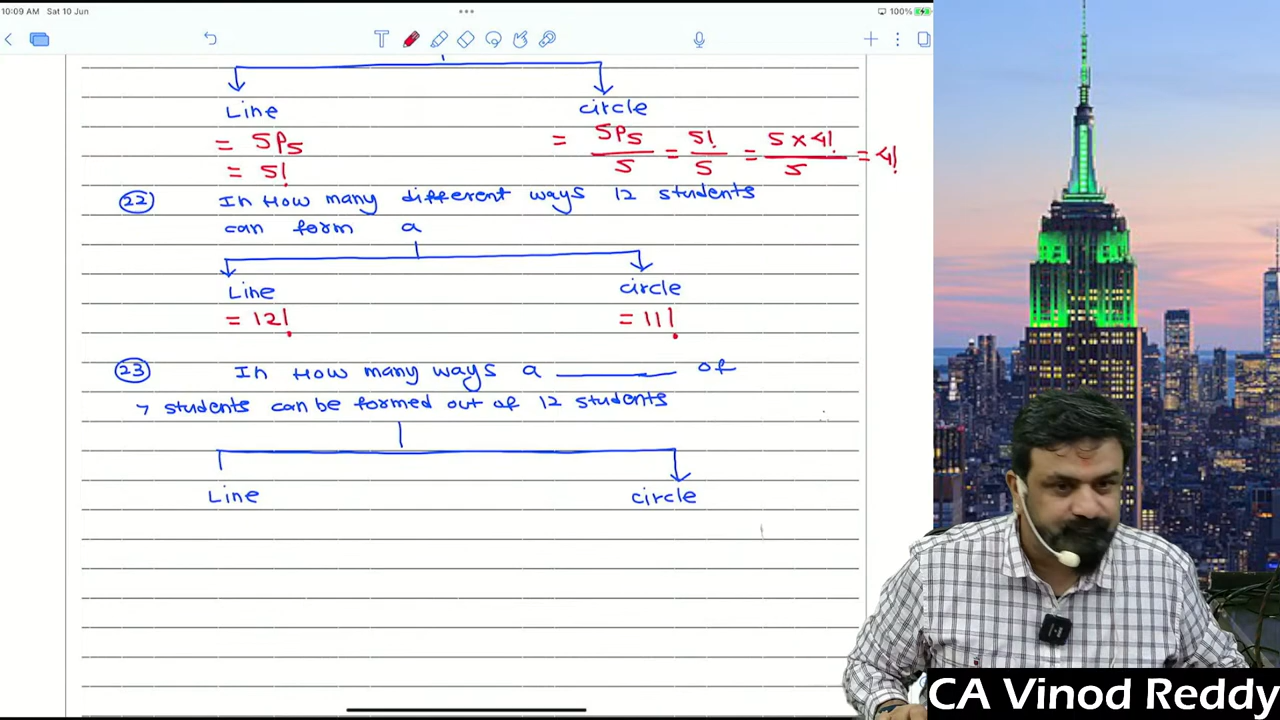 10:09 AM Sat 10 Jun
100%
T
Line circle
= 5P5 = 5P5/5 = 5!/5 = 5 x 4!/5 = 4!
= 5!
22 In How many different ways 12 students
can form a
Line circle
= 12! = 11!
23 In How many ways a ________ of
7 students can be formed out of 12 students
Line circle
CA Vinod Reddy